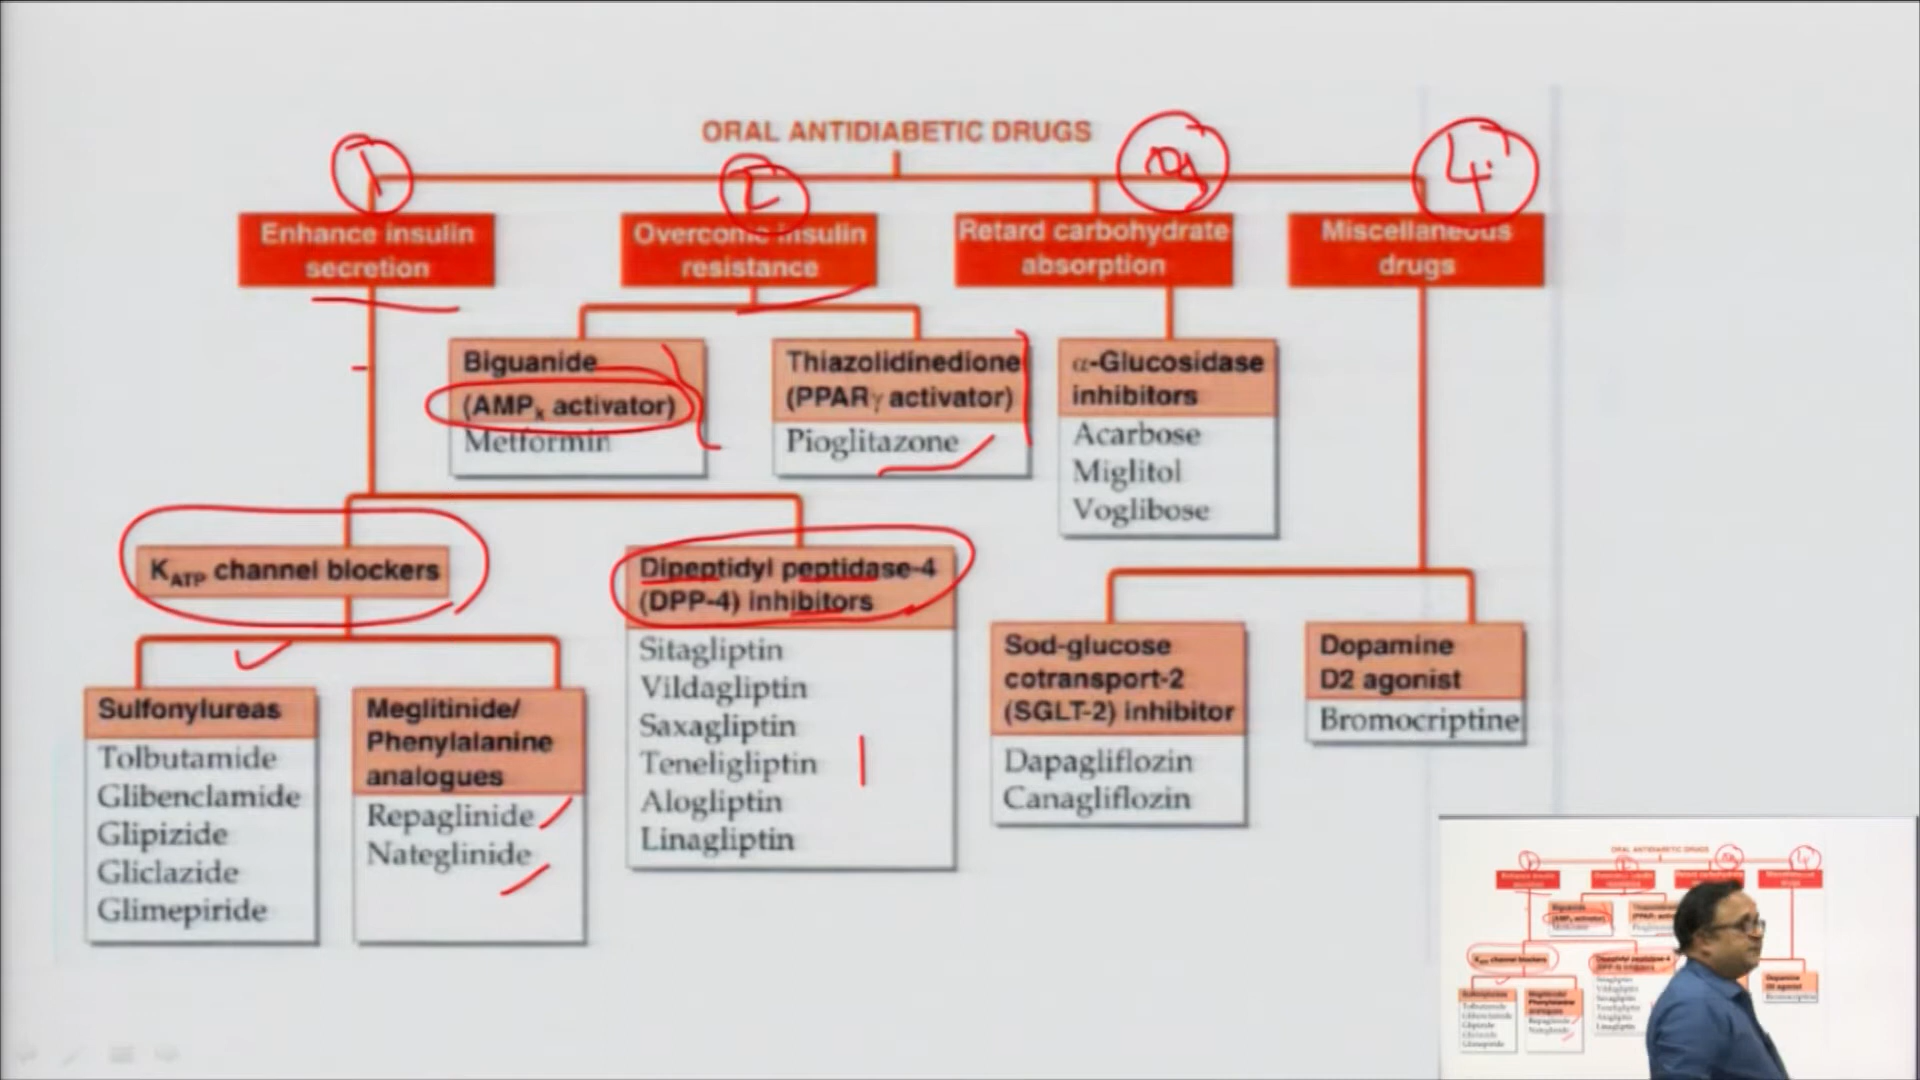 ORAL ANTIDIABETIC DRUGS
1
2
4
Enhance insulin
secretion
Overcome insulin
resistance
Retard carbohydrate
absorption
Miscellaneous
drugs
Biguanide
(AMPK activator)
Metformin
Thiazolidinedione
(PPARγ activator)
Pioglitazone
α-Glucosidase
inhibitors
Acarbose
Miglitol
Voglibose
KATP channel blockers
Dipeptidyl peptidase-4
(DPP-4) inhibitors
Sitagliptin
Vildagliptin
Saxagliptin
Teneligliptin
Alogliptin
Linagliptin
Sod-glucose
cotransport-2
(SGLT-2) inhibitor
Dapagliflozin
Canagliflozin
Dopamine
D2 agonist
Bromocriptine
Sulfonylureas
Tolbutamide
Glibenclamide
Glipizide
Gliclazide
Glimepiride
Meglitinide/
Phenylalanine
analogues
Repaglinide
Nateglinide